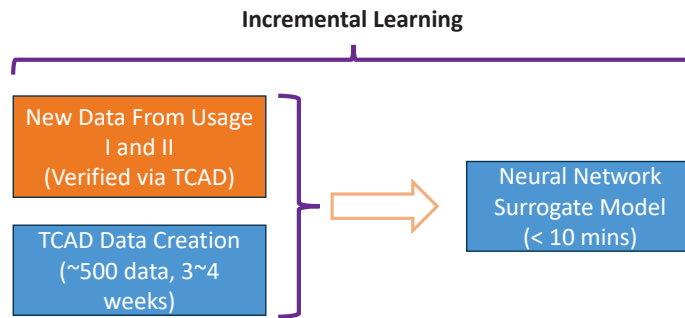 Incremental Learning
New Data From Usage
I and II
(Verified via TCAD)
TCAD Data Creation
(~500 data, 3~4
weeks)
Neural Network
Surrogate Model
(< 10 mins)